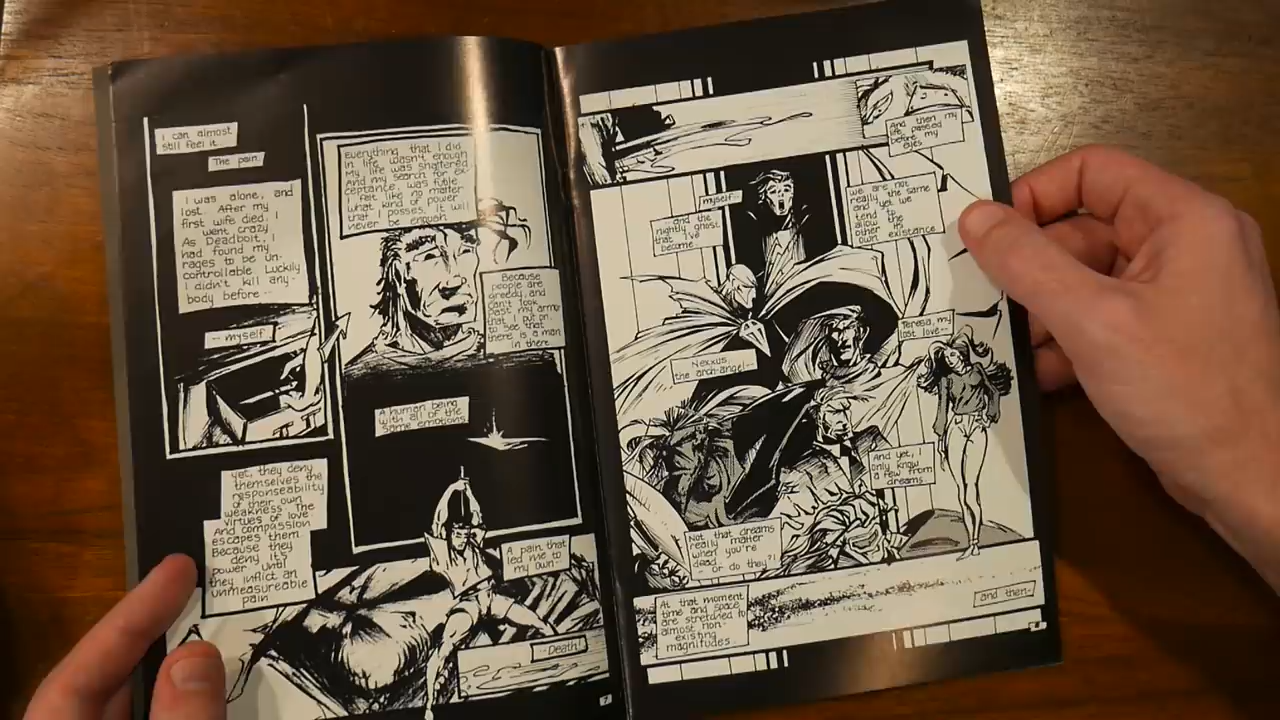 I can almost
still feel it.
The pain.
I was alone, and
lost. After my
first wife died, I
went crazy
As Deadbolt, I
had found my
rages to be un-
controllable. Luckily
I didn't kill any-
body before --
-- myself
Everything that I did
in life wasn't enough
My life was shattered
And my search for ex-
ceptance, was futile
I felt like no matter
what kind of power
that I posses. It will
never be enough
Because
people are
greedy, and
can't look
past my armor
that I put on
to see that
there is a man
in there
A human being
with all of the
same emotions
yet, they deny
themselves the
responseability
of their own
weakness. The
virtues of love
And compassion
escapes them
Because they
deny it's
power until
they inflict an
unmeasureable
pain
A pain that
led me to
my own--
--Death!
7
And then my
life passed
before my
eyes
myself--
and the
nightly ghost
that I've
become
we are not
really the same
and yet we
tend to
allow the
other it's
own existance
Nexxus,
the arch-angel--
Teresa, my
lost love--
And yet, I
only know
a few from
dreams.
Not that dreams
really matter
when you're
dead
- or do they?!
At that moment
time and space
are stretched to
almost non-
existing
magnitudes
and then-